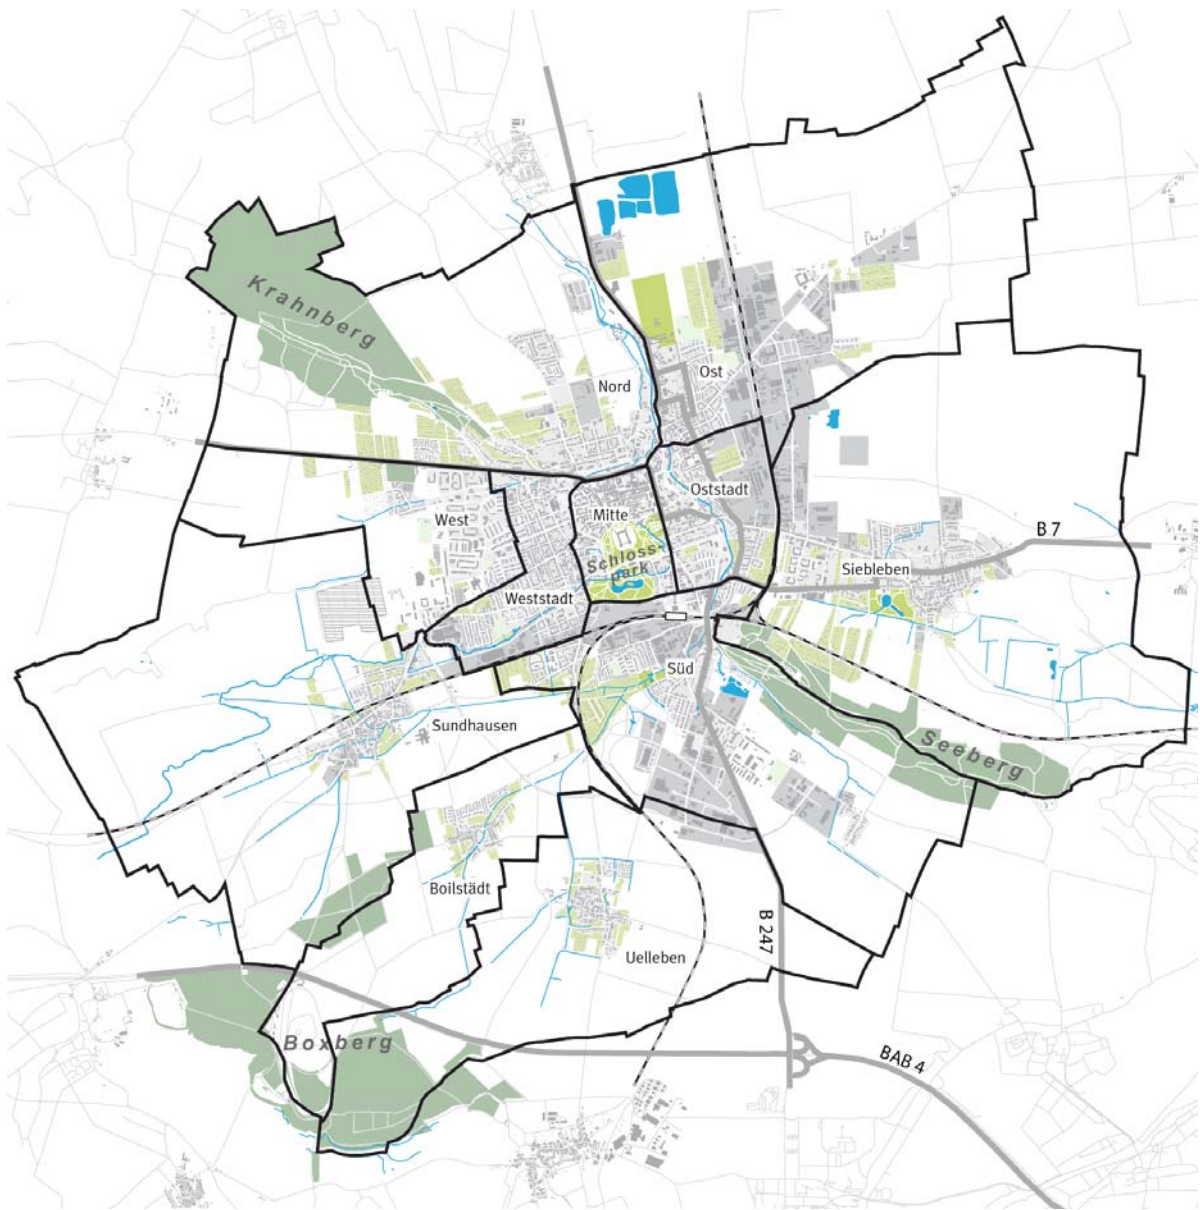 Krahnberg
Nord
Ost
West
Mitte
Oststadt
Schloss-
park
B 7
Siebleben
Weststadt
Süd
Sundhausen
Seeberg
Boilstädt
B 247
Uelleben
Boxberg
BAB 4